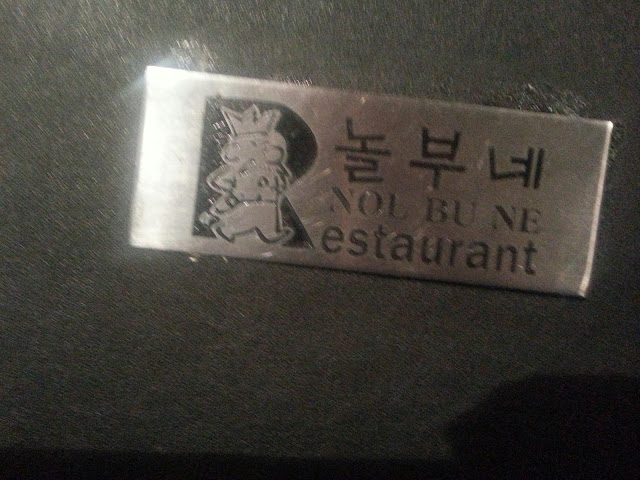 놀부네
NOL BU NE
Restaurant